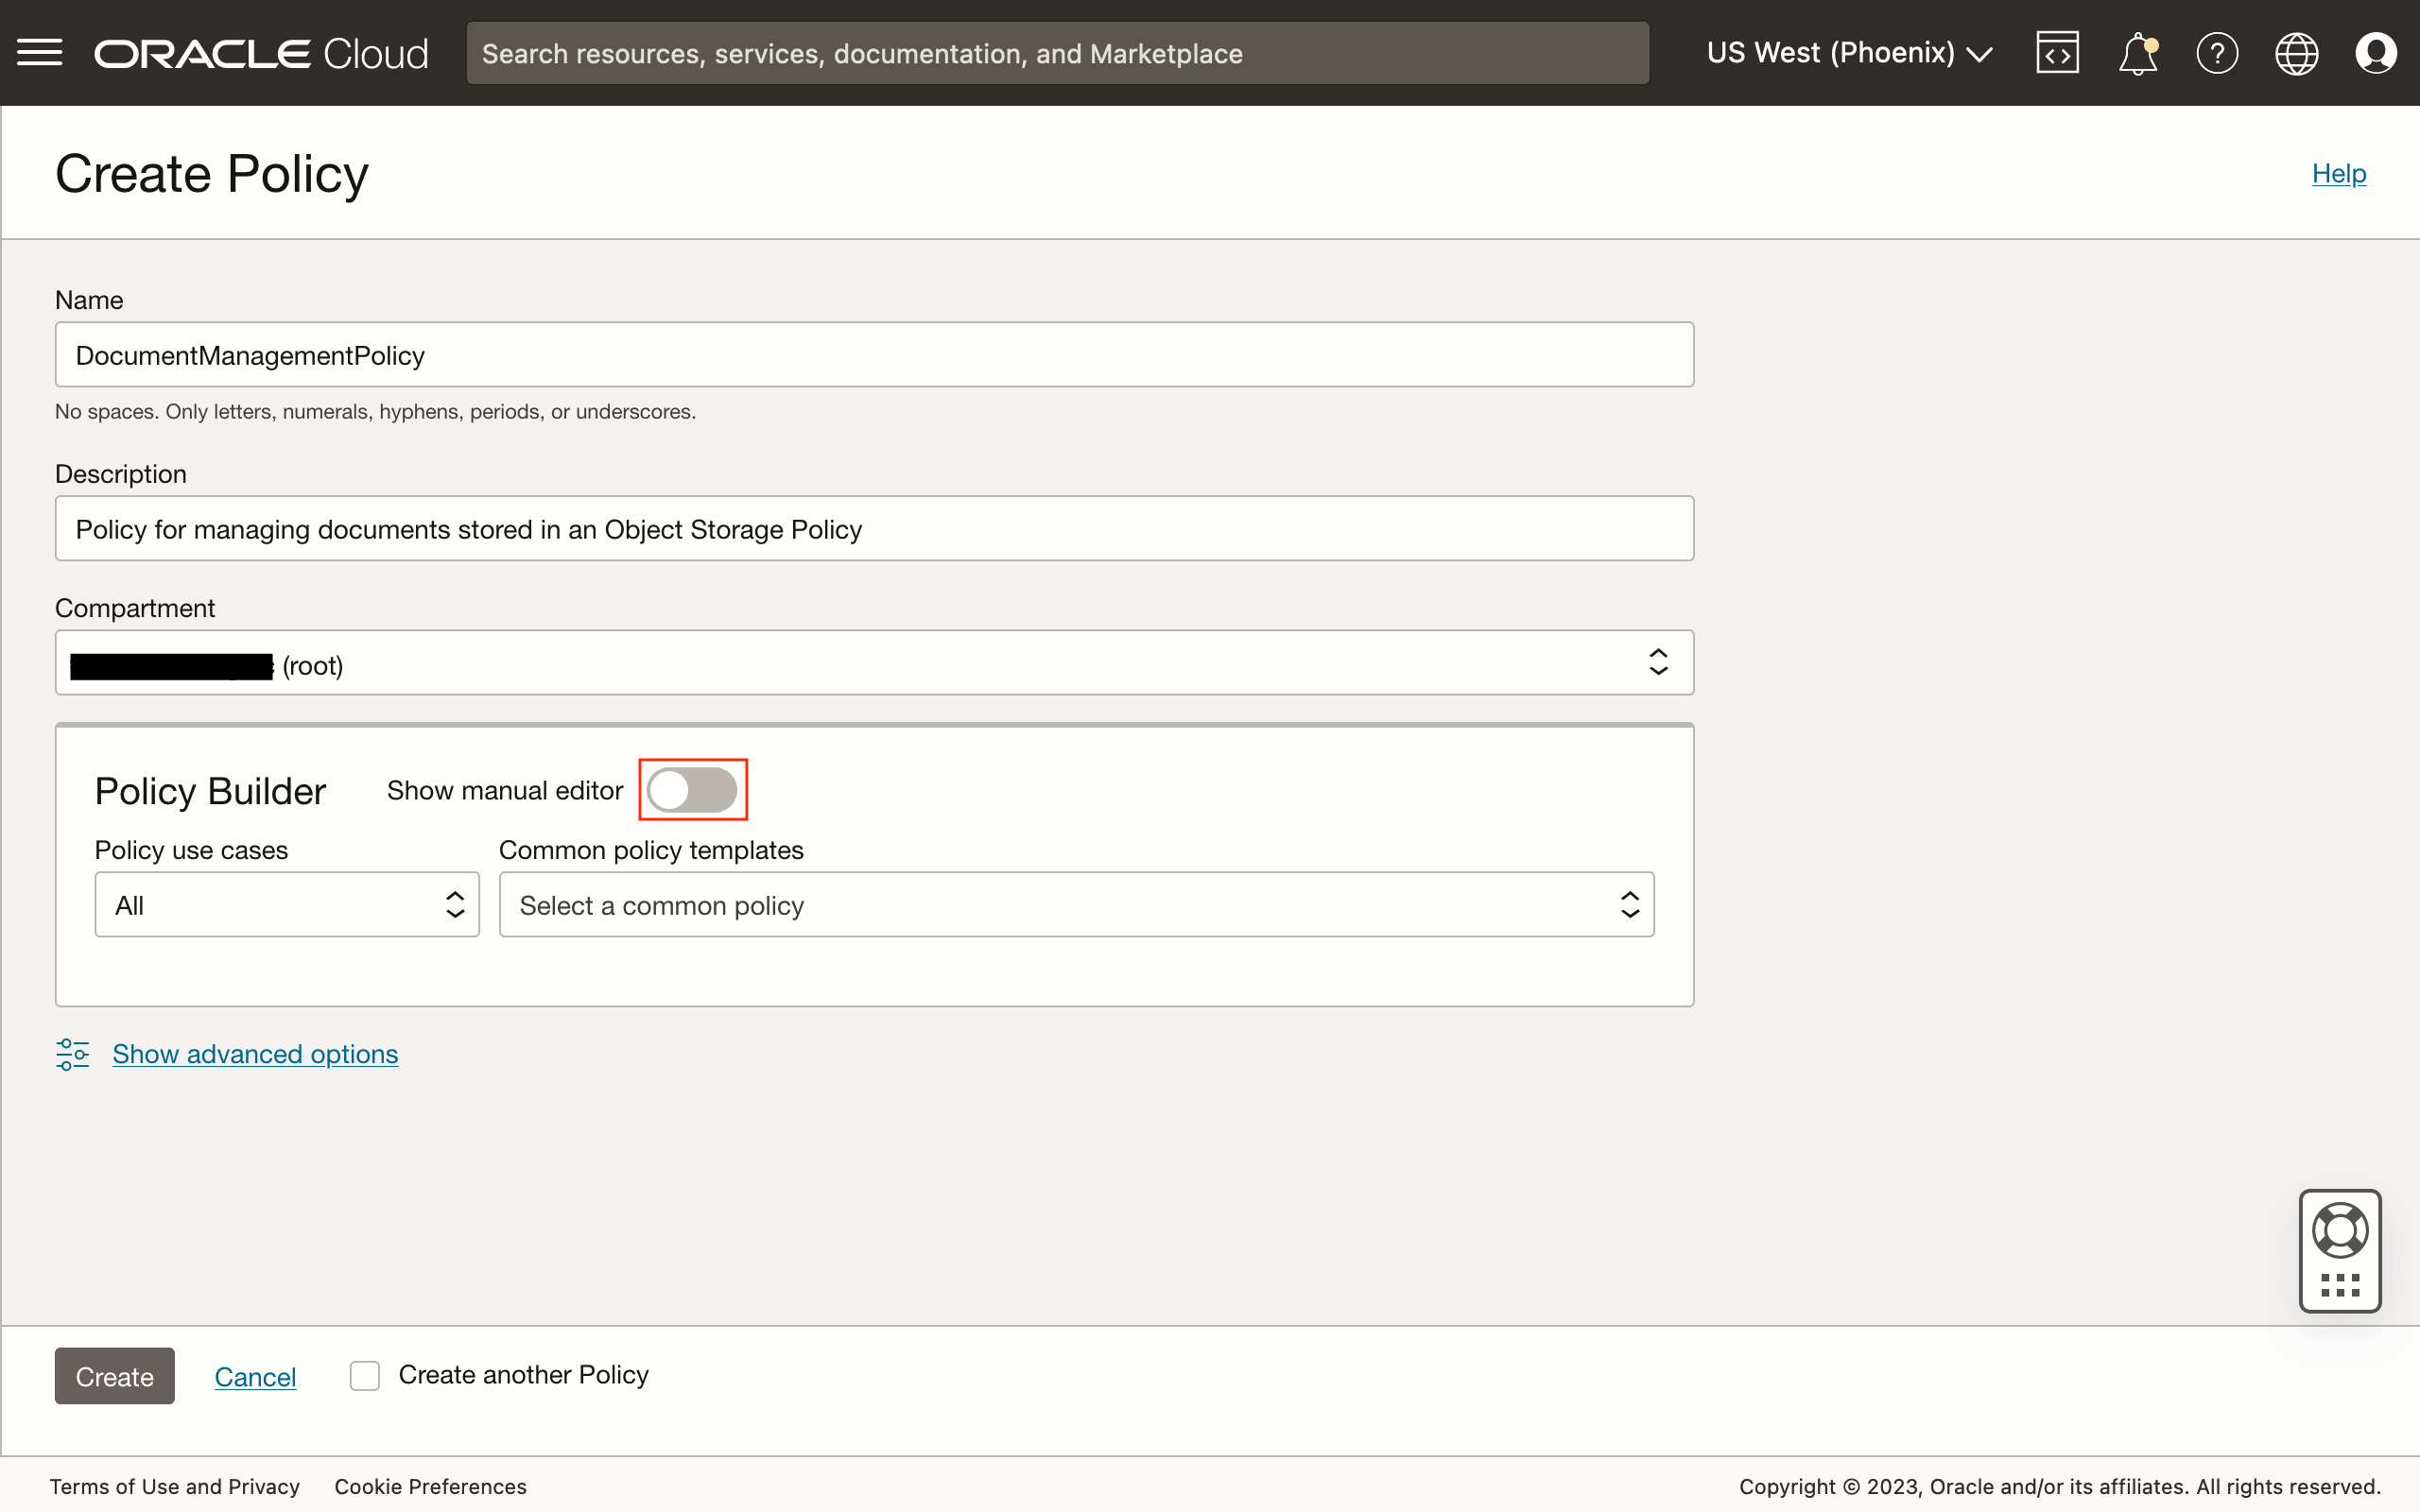 ORACLE Cloud
Search resources, services, documentation, and Marketplace
US West (Phoenix)
Create Policy
Help
Name
DocumentManagementPolicy
No spaces. Only letters, numerals, hyphens, periods, or underscores.
Description
Policy for managing documents stored in an Object Storage Policy
Compartment
(root)
Policy Builder
Show manual editor
Policy use cases
Common policy templates
All
Select a common policy
Show advanced options
Create
Cancel
Create another Policy
Terms of Use and Privacy
Cookie Preferences
Copyright © 2023, Oracle and/or its affiliates. All rights reserved.